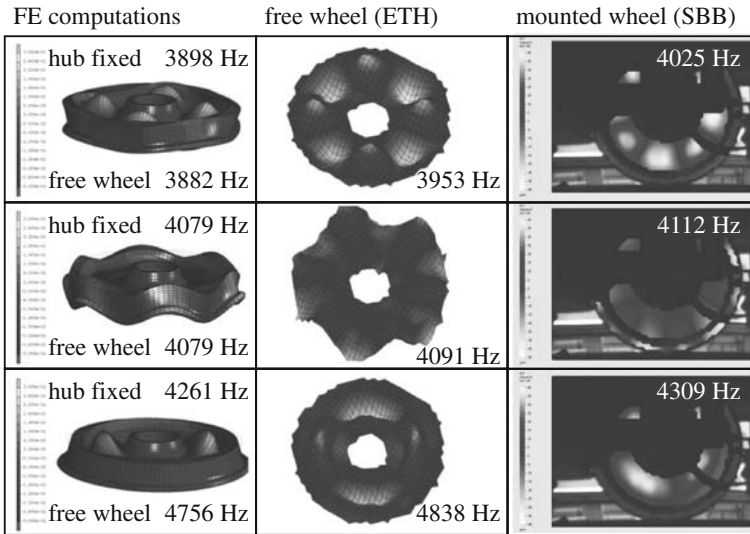 FE computations
free wheel (ETH)
mounted wheel (SBB)
hub fixed 3898 Hz
free wheel 3882 Hz
3953 Hz
4025 Hz
hub fixed 4079 Hz
free wheel 4079 Hz
4091 Hz
4112 Hz
hub fixed 4261 Hz
free wheel 4756 Hz
4838 Hz
4309 Hz